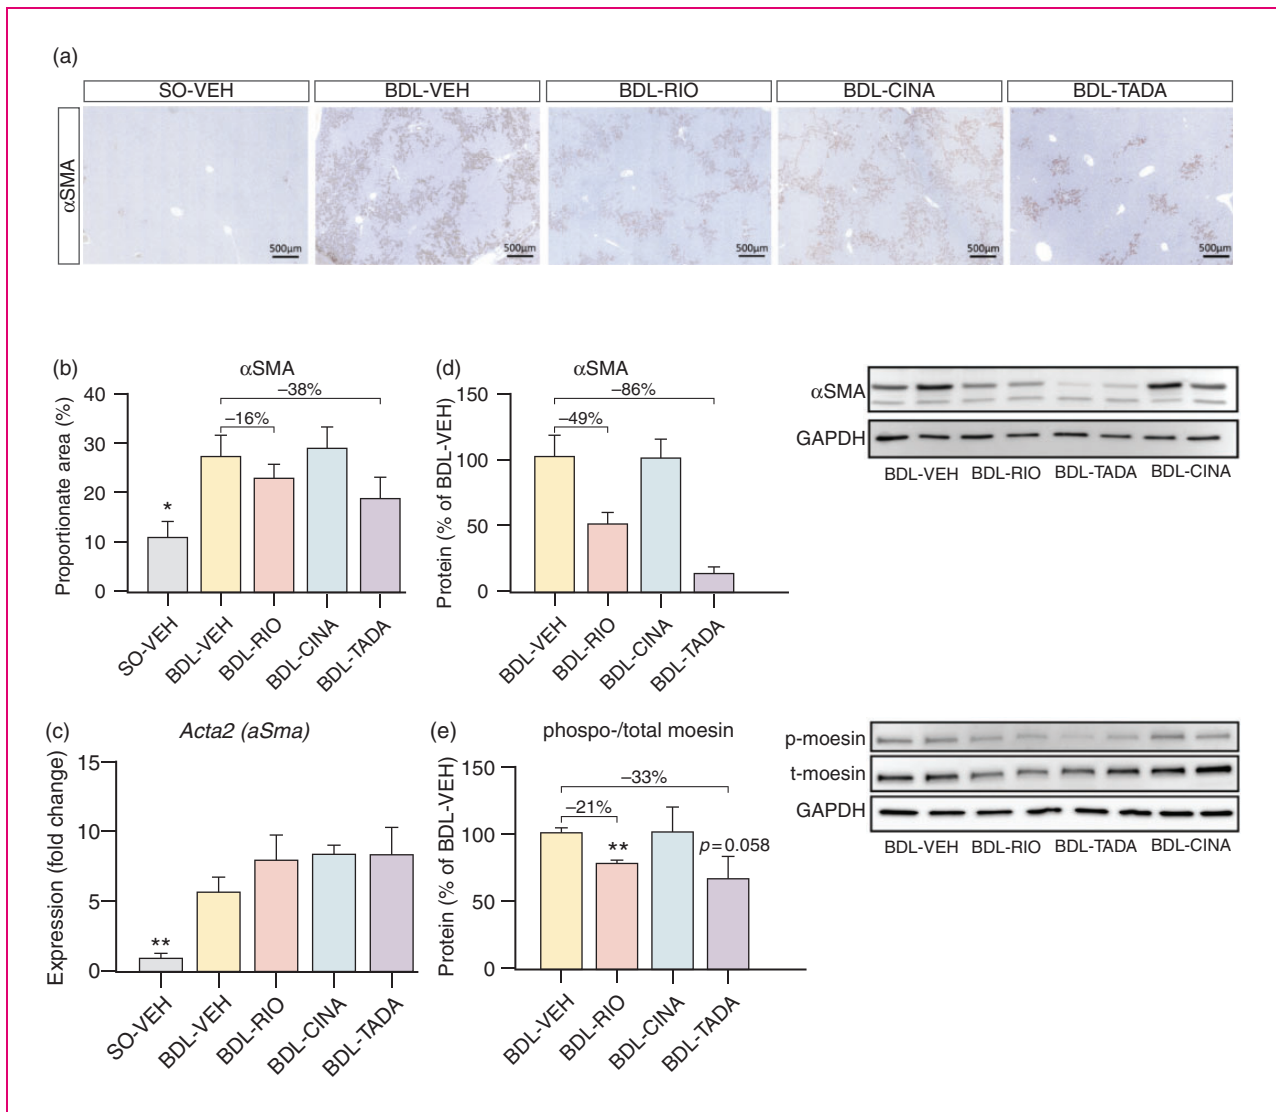 (a)
SO-VEH BDL-VEH BDL-RIO BDL-CINA BDL-TADA
αSMA
500μm 500μm 500μm 500μm 500μm
(b)
αSMA
–38%
–16%
Proportionate area (%)
40
30
20
10
0
*
SO-VEH BDL-VEH BDL-RIO BDL-CINA BDL-TADA
(d)
αSMA
–86%
–49%
Protein (% of BDL-VEH)
150
100
50
0
BDL-VEH BDL-RIO BDL-CINA BDL-TADA
αSMA
GAPDH
BDL-VEH BDL-RIO BDL-TADA BDL-CINA
(c)
Acta2 (aSma)
Expression (fold change)
15
10
5
0
**
SO-VEH BDL-VEH BDL-RIO BDL-CINA BDL-TADA
(e)
phospo-/total moesin
–33%
–21%
** p=0.058
Protein (% of BDL-VEH)
150
100
50
0
BDL-VEH BDL-RIO BDL-CINA BDL-TADA
p-moesin
t-moesin
GAPDH
BDL-VEH BDL-RIO BDL-TADA BDL-CINA